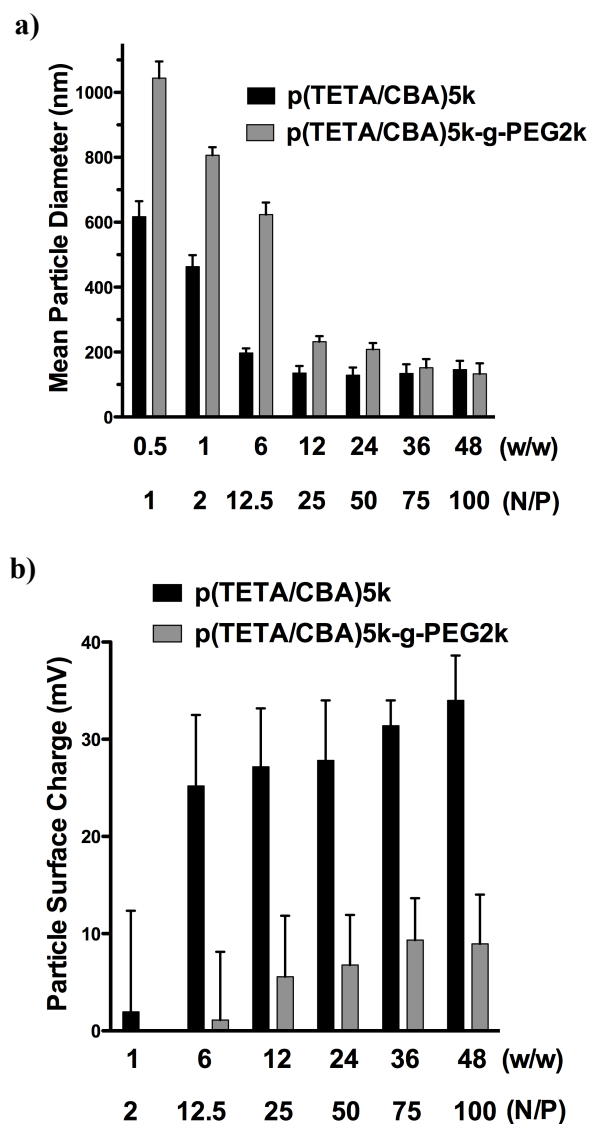 a)
p(TETA/CBA)5k
p(TETA/CBA)5k-g-PEG2k
Mean Particle Diameter (nm)
1000
800
600
400
200
0
0.5 1 6 12 24 36 48 (w/w)
1 2 12.5 25 50 75 100 (N/P)
b)
p(TETA/CBA)5k
p(TETA/CBA)5k-g-PEG2k
Particle Surface Charge (mV)
40
30
20
10
0
1 6 12 24 36 48 (w/w)
2 12.5 25 50 75 100 (N/P)